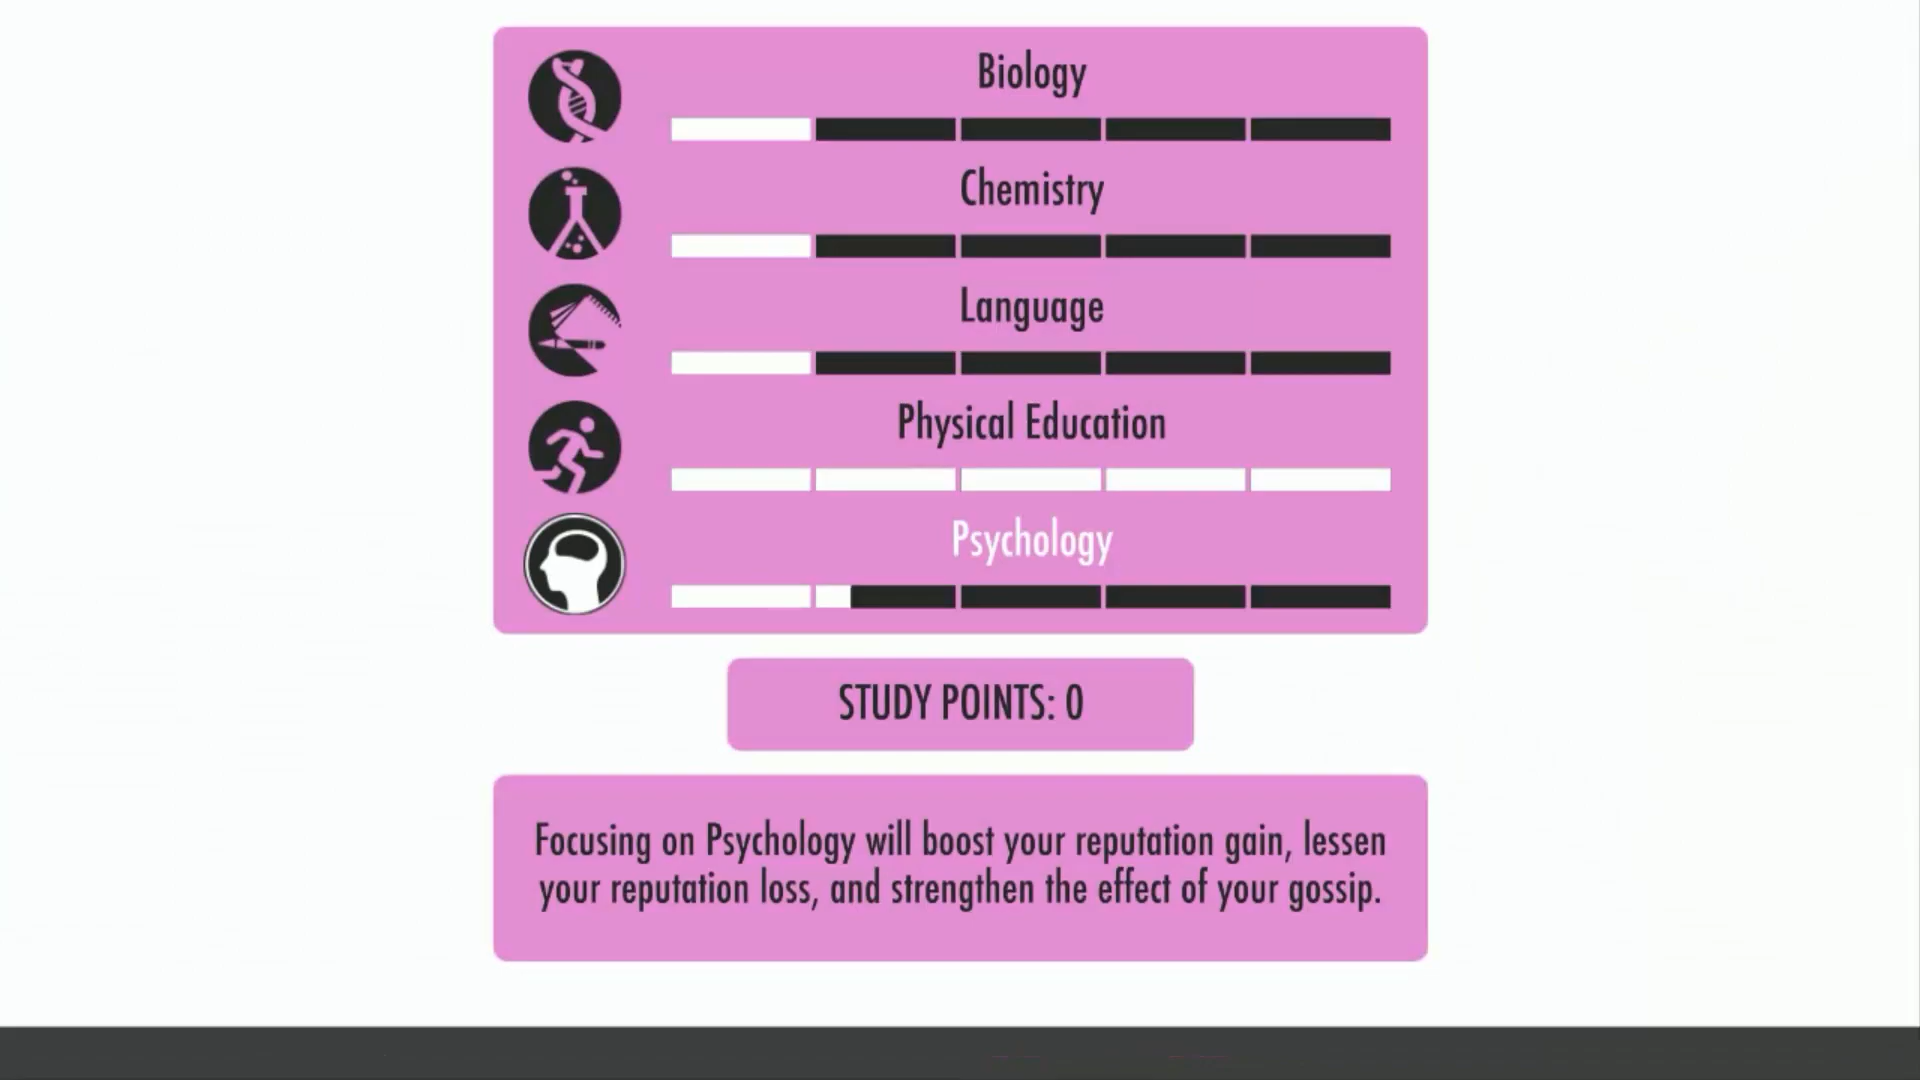 Biology
Chemistry
Language
Physical Education
Psychology
STUDY POINTS: 0
Focusing on Psychology will boost your reputation gain, lessen
your reputation loss, and strengthen the effect of your gossip.